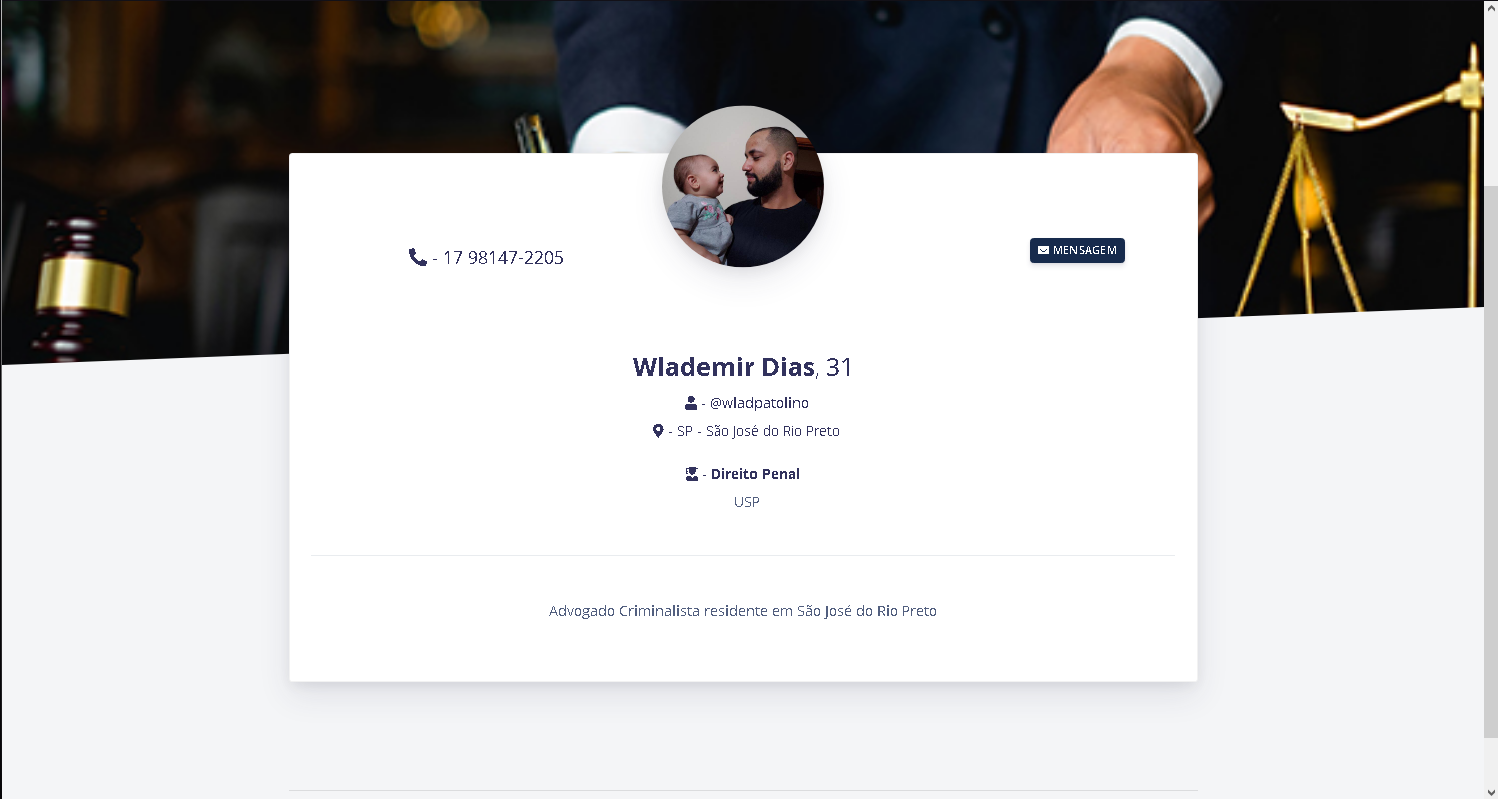 - 17 98147-2205
MENSAGEM
Wlademir Dias, 31
- @wladpatolino
- SP - São José do Rio Preto
- Direito Penal
USP
Advogado Criminalista residente em São José do Rio Preto